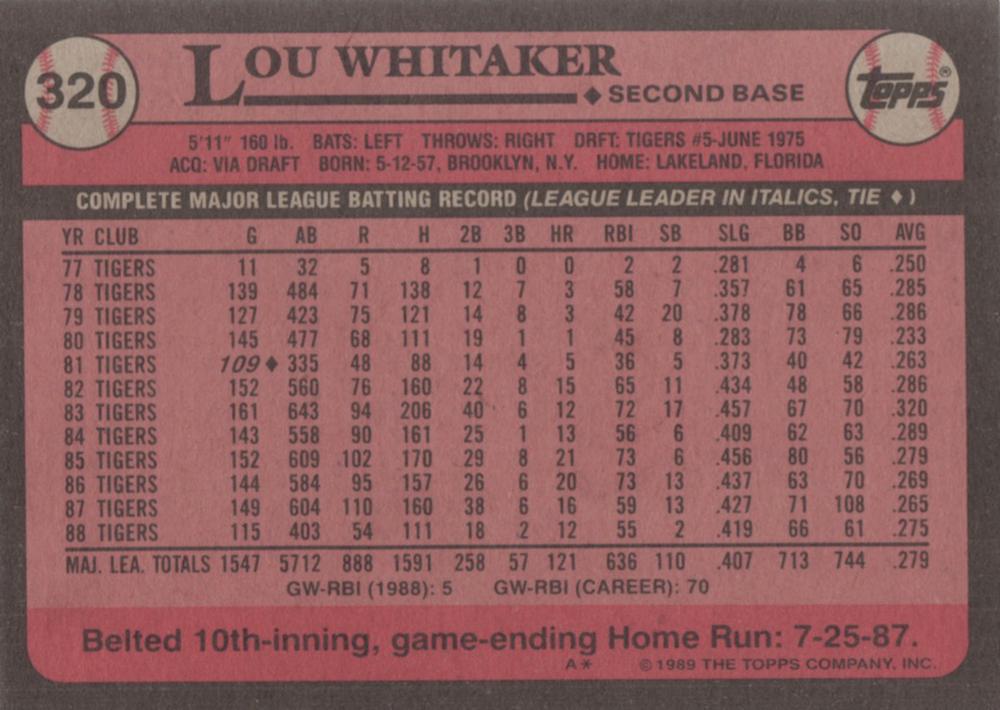 320 LOU WHITAKER Topps®
SECOND BASE
5'11" 160 lb. BATS: LEFT THROWS: RIGHT DRFT: TIGERS #5-JUNE 1975
ACQ: VIA DRAFT BORN: 5-12-57, BROOKLYN, N.Y. HOME: LAKELAND, FLORIDA
COMPLETE MAJOR LEAGUE BATTING RECORD (LEAGUE LEADER IN ITALICS, TIE ♦ )
YR CLUB G AB R H 2B 3B HR RBI SB SLG BB SO AVG
77 TIGERS 11 32 5 8 1 0 0 2 2 .281 4 6 .250
78 TIGERS 139 484 71 138 12 7 3 58 7 .357 61 65 .285
79 TIGERS 127 423 75 121 14 8 3 42 20 .378 78 66 .286
80 TIGERS 145 477 68 111 19 1 1 45 8 .283 73 79 .233
81 TIGERS 109♦ 335 48 88 14 4 5 36 5 .373 40 42 .263
82 TIGERS 152 560 76 160 22 8 15 65 11 .434 48 58 .286
83 TIGERS 161 643 94 206 40 6 12 72 17 .457 67 70 .320
84 TIGERS 143 558 90 161 25 1 13 56 6 .409 62 63 .289
85 TIGERS 152 609 102 170 29 8 21 73 6 .456 80 56 .279
86 TIGERS 144 584 95 157 26 6 20 73 13 .437 63 70 .269
87 TIGERS 149 604 110 160 38 6 16 59 13 .427 71 108 .265
88 TIGERS 115 403 54 111 18 2 12 55 2 .419 66 61 .275
MAJ. LEA. TOTALS 1547 5712 888 1591 258 57 121 636 110 .407 713 744 .279
GW-RBI (1988): 5 GW-RBI (CAREER): 70
Belted 10th-inning, game-ending Home Run: 7-25-87.
A* © 1989 THE TOPPS COMPANY, INC.